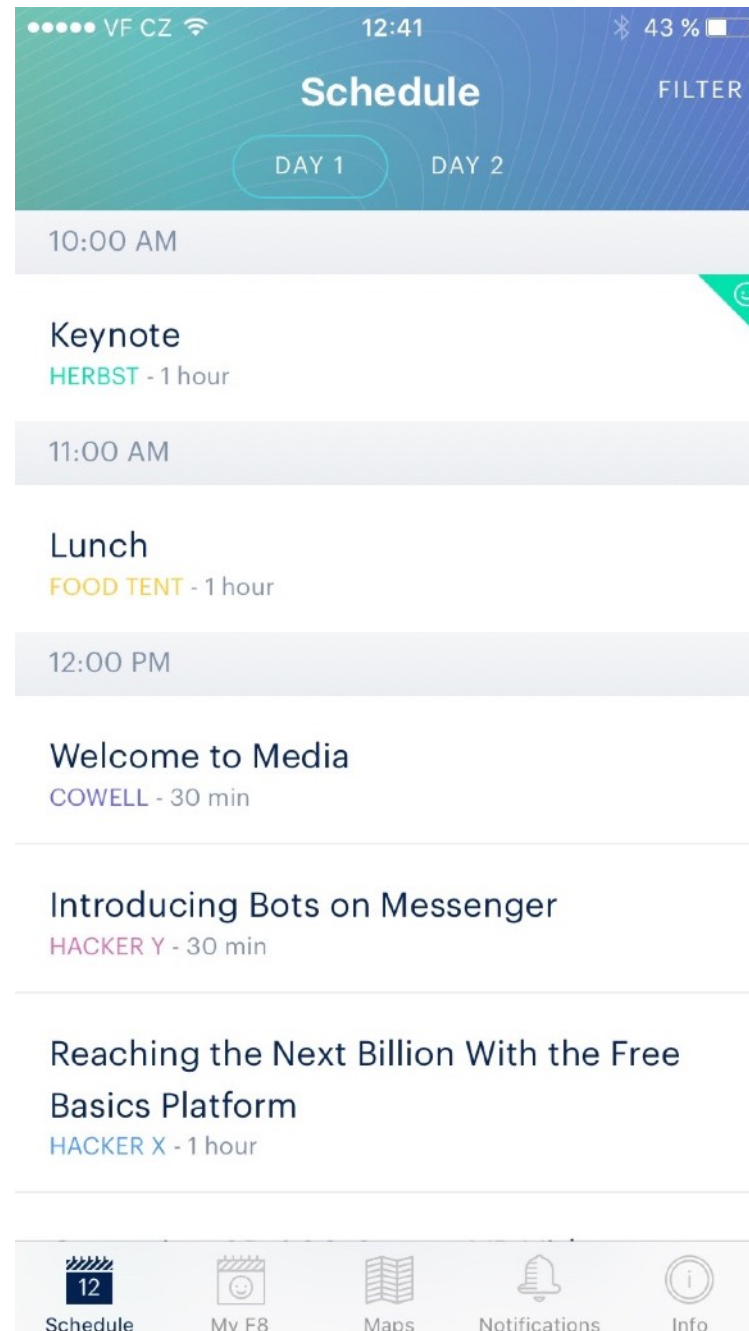 VF CZ 12:41 43 %
Schedule FILTER
DAY 1 DAY 2
10:00 AM
Keynote
HERBST - 1 hour
11:00 AM
Lunch
FOOD TENT - 1 hour
12:00 PM
Welcome to Media
COWELL - 30 min
Introducing Bots on Messenger
HACKER Y - 30 min
Reaching the Next Billion With the Free
Basics Platform
HACKER X - 1 hour
12
Schedule My F8 Maps Notifications Info